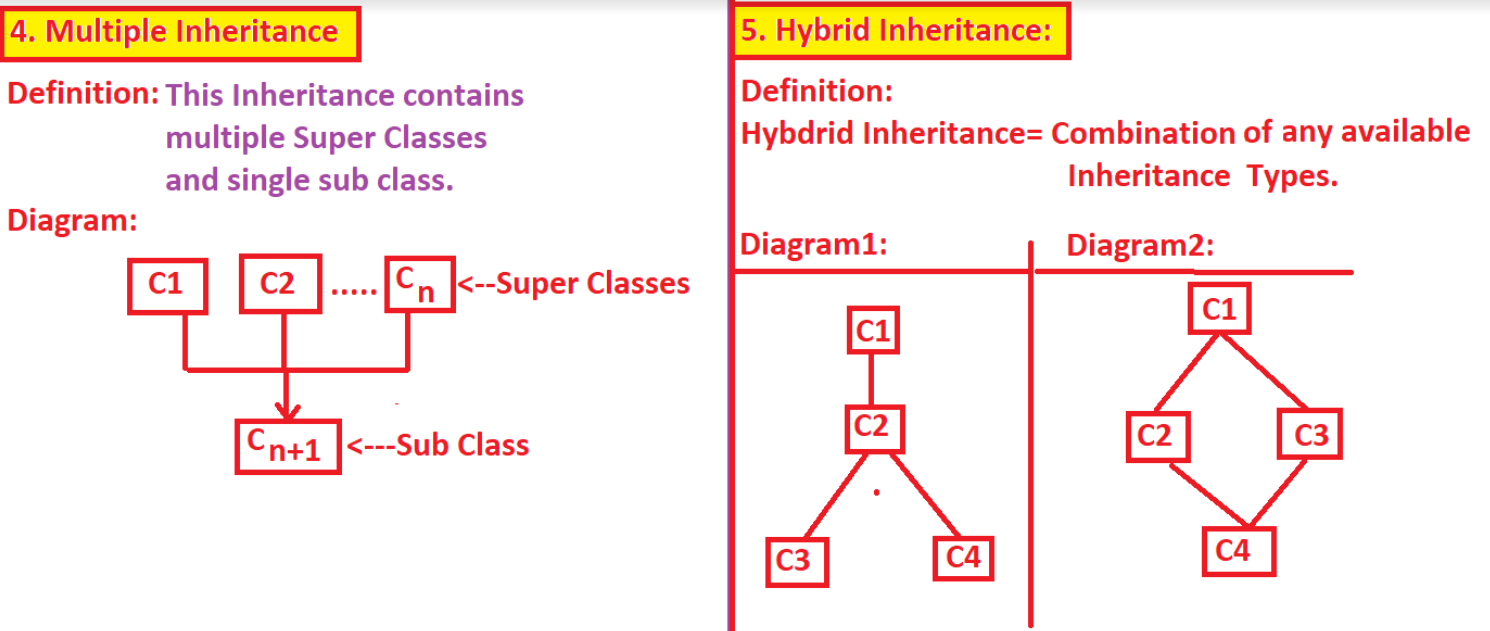 4. Multiple Inheritance
Definition: This Inheritance contains
multiple Super Classes
and single sub class.
Diagram:
C1 C2 ..... Cn <--Super Classes
Cn+1 <---Sub Class
5. Hybrid Inheritance:
Definition:
Hybdrid Inheritance= Combination of any available
Inheritance Types.
Diagram1:
C1
C2
C3 C4
Diagram2:
C1
C2 C3
C4